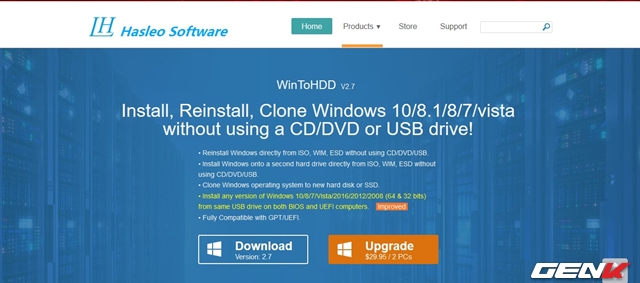 LH Hasleo Software
Home Products ▾ Store Support
WinToHDD V2.7
Install, Reinstall, Clone Windows 10/8.1/8/7/vista
without using a CD/DVD or USB drive!
• Reinstall Windows directly from ISO, WIM, ESD without using CD/DVD/USB.
• Install Windows onto a second hard drive directly from ISO, WIM, ESD without
using CD/DVD/USB.
• Clone Windows operating system to new hard disk or SSD.
• Install any version of Windows 10/8/7/Vista/2016/2012/2008 (64 & 32 bits)
from same USB drive on both BIOS and UEFI computers. Improved
• Fully Compatible with GPT/UEFI.
Download
Version: 2.7
Upgrade
$29.95 / 2 PCs
GENK